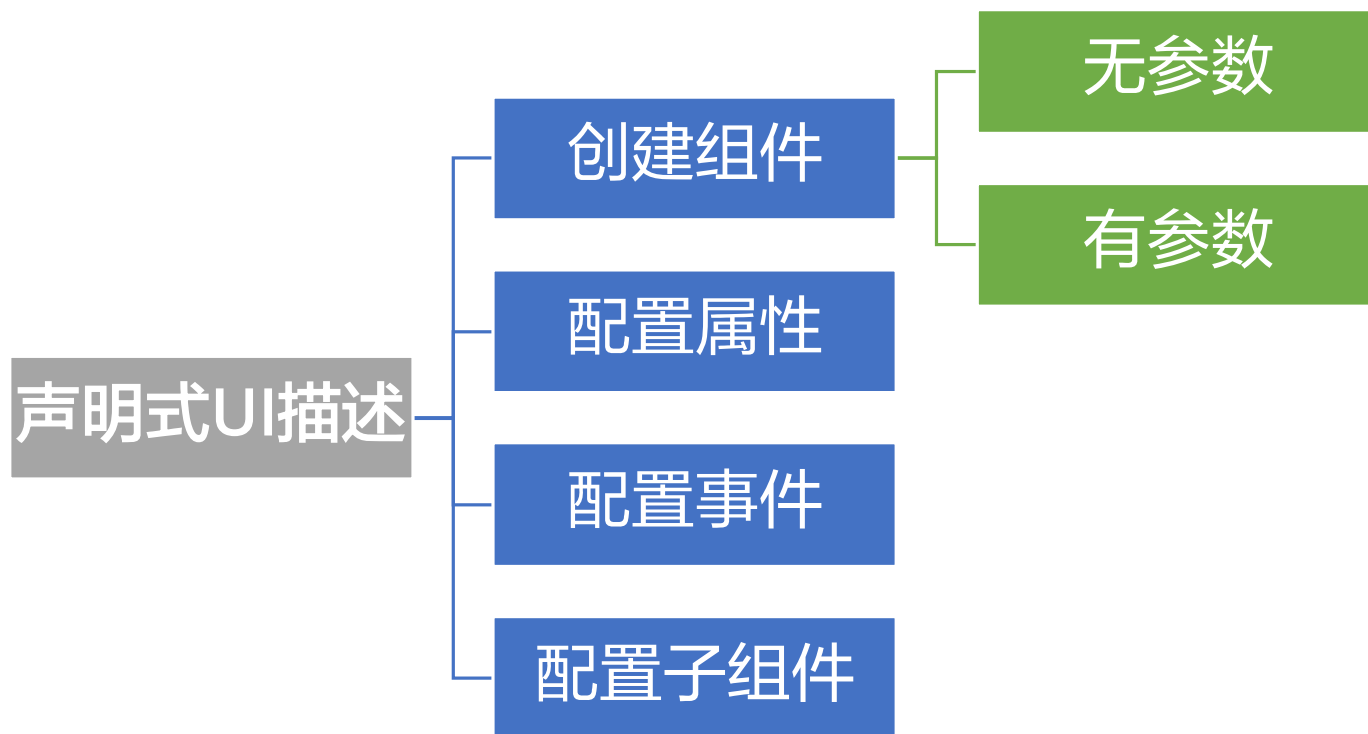 声明式UI描述
创建组件
无参数
有参数
配置属性
配置事件
配置子组件